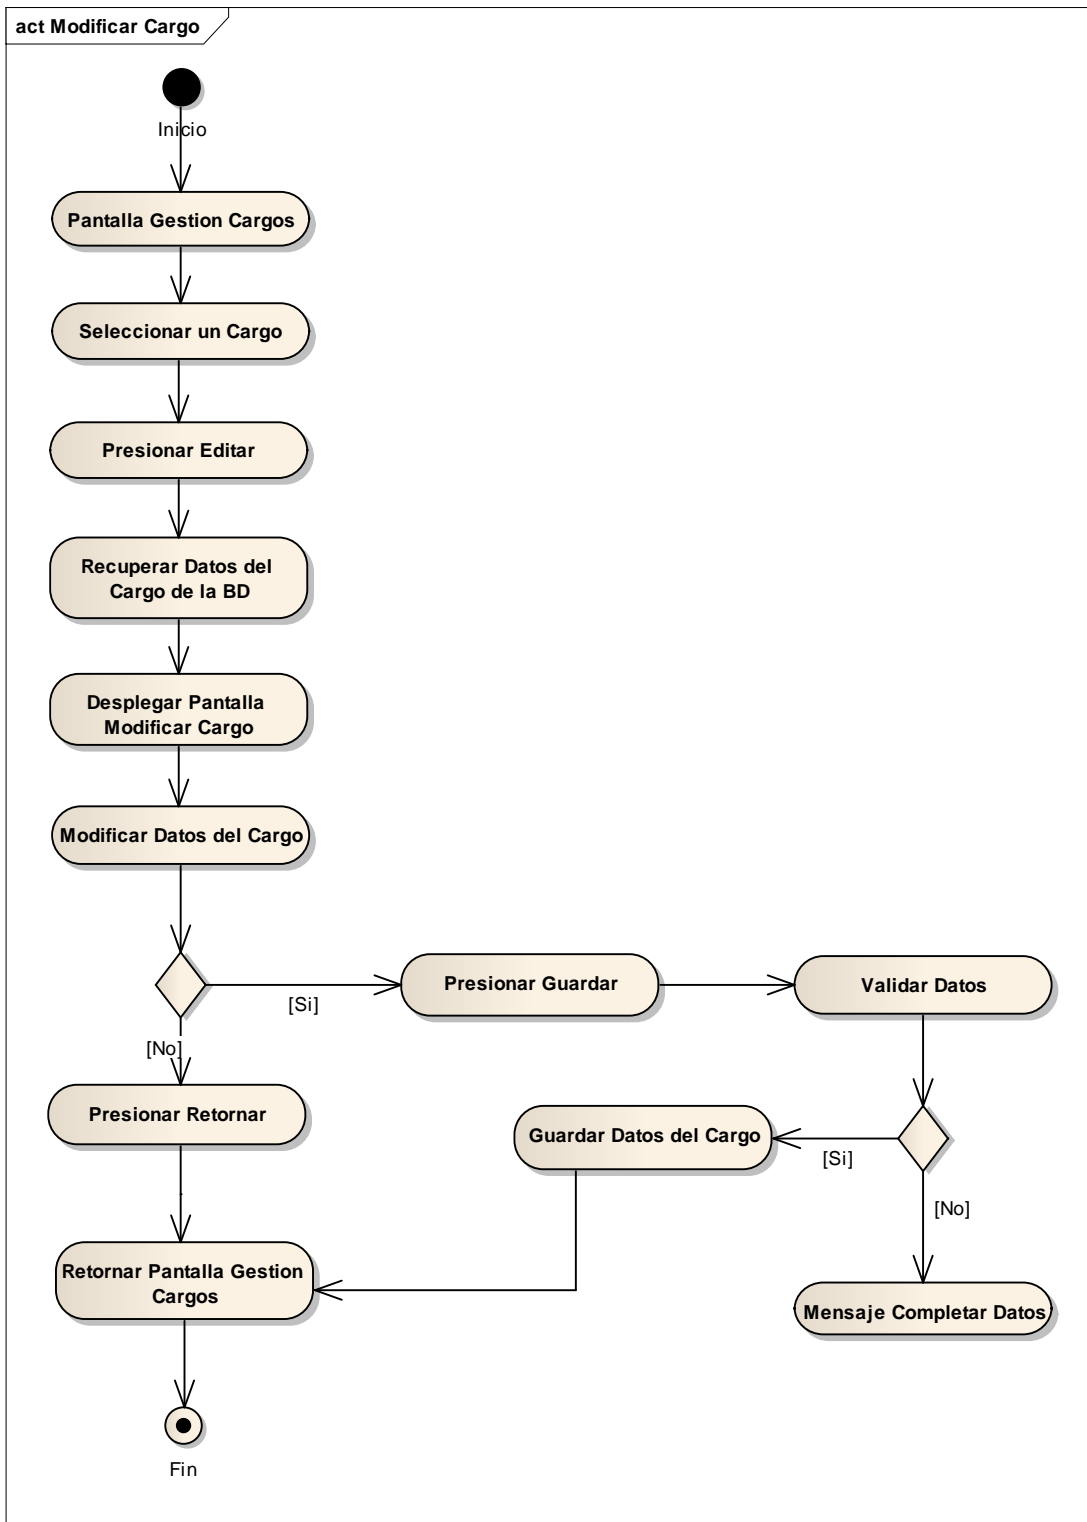 act Modificar Cargo
Inicio
Pantalla Gestion Cargos
Seleccionar un Cargo
Presionar Editar
Recuperar Datos del
Cargo de la BD
Desplegar Pantalla
Modificar Cargo
Modificar Datos del Cargo
[Si]
Presionar Guardar
Validar Datos
[No]
Presionar Retornar
Guardar Datos del Cargo
[Si]
[No]
Retornar Pantalla Gestion
Cargos
Mensaje Completar Datos
Fin